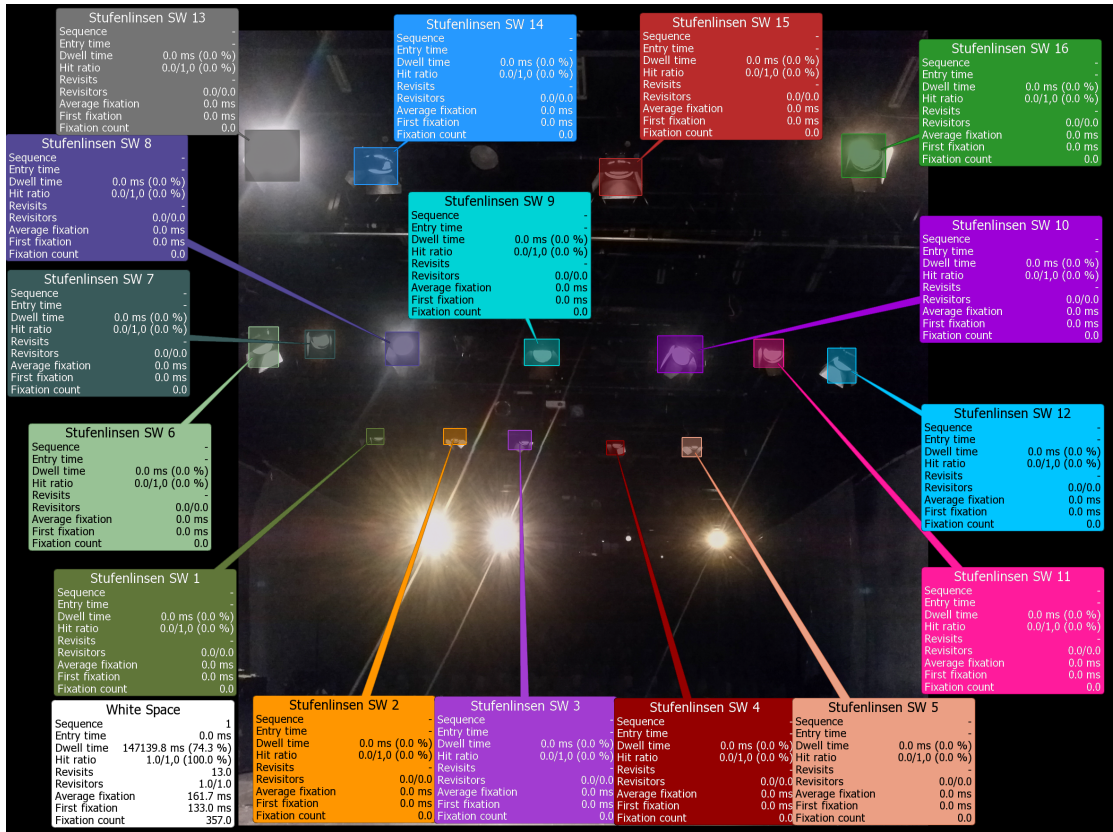 Stufenlinsen SW 13
Sequence -
Entry time -
Dwell time 0.0 ms (0.0 %)
Hit ratio 0.0/1,0 (0.0 %)
Revisits -
Revisitors 0.0/0.0
Average fixation 0.0 ms
First fixation 0.0 ms
Fixation count 0.0
Stufenlinsen SW 14
Sequence -
Entry time -
Dwell time 0.0 ms (0.0 %)
Hit ratio 0.0/1,0 (0.0 %)
Revisits -
Revisitors 0.0/0.0
Average fixation 0.0 ms
First fixation 0.0 ms
Fixation count 0.0
Stufenlinsen SW 15
Sequence -
Entry time -
Dwell time 0.0 ms (0.0 %)
Hit ratio 0.0/1,0 (0.0 %)
Revisits -
Revisitors 0.0/0.0
Average fixation 0.0 ms
First fixation 0.0 ms
Fixation count 0.0
Stufenlinsen SW 16
Sequence -
Entry time -
Dwell time 0.0 ms (0.0 %)
Hit ratio 0.0/1,0 (0.0 %)
Revisits -
Revisitors 0.0/0.0
Average fixation 0.0 ms
First fixation 0.0 ms
Fixation count 0.0
Stufenlinsen SW 8
Sequence -
Entry time -
Dwell time 0.0 ms (0.0 %)
Hit ratio 0.0/1,0 (0.0 %)
Revisits -
Revisitors 0.0/0.0
Average fixation 0.0 ms
First fixation 0.0 ms
Fixation count 0.0
Stufenlinsen SW 9
Sequence -
Entry time -
Dwell time 0.0 ms (0.0 %)
Hit ratio 0.0/1,0 (0.0 %)
Revisits -
Revisitors 0.0/0.0
Average fixation 0.0 ms
First fixation 0.0 ms
Fixation count 0.0
Stufenlinsen SW 10
Sequence -
Entry time -
Dwell time 0.0 ms (0.0 %)
Hit ratio 0.0/1,0 (0.0 %)
Revisits -
Revisitors 0.0/0.0
Average fixation 0.0 ms
First fixation 0.0 ms
Fixation count 0.0
Stufenlinsen SW 7
Sequence -
Entry time -
Dwell time 0.0 ms (0.0 %)
Hit ratio 0.0/1,0 (0.0 %)
Revisits -
Revisitors 0.0/0.0
Average fixation 0.0 ms
First fixation 0.0 ms
Fixation count 0.0
Stufenlinsen SW 6
Sequence -
Entry time -
Dwell time 0.0 ms (0.0 %)
Hit ratio 0.0/1,0 (0.0 %)
Revisits -
Revisitors 0.0/0.0
Average fixation 0.0 ms
First fixation 0.0 ms
Fixation count 0.0
Stufenlinsen SW 12
Sequence -
Entry time -
Dwell time 0.0 ms (0.0 %)
Hit ratio 0.0/1,0 (0.0 %)
Revisits -
Revisitors 0.0/0.0
Average fixation 0.0 ms
First fixation 0.0 ms
Fixation count 0.0
Stufenlinsen SW 1
Sequence -
Entry time -
Dwell time 0.0 ms (0.0 %)
Hit ratio 0.0/1,0 (0.0 %)
Revisits -
Revisitors 0.0/0.0
Average fixation 0.0 ms
First fixation 0.0 ms
Fixation count 0.0
Stufenlinsen SW 11
Sequence -
Entry time -
Dwell time 0.0 ms (0.0 %)
Hit ratio 0.0/1,0 (0.0 %)
Revisits -
Revisitors 0.0/0.0
Average fixation 0.0 ms
First fixation 0.0 ms
Fixation count 0.0
White Space
Sequence 1
Entry time 0.0 ms
Dwell time 147139.8 ms (74.3 %)
Hit ratio 1.0/1,0 (100.0 %)
Revisits 13.0
Revisitors 1.0/1.0
Average fixation 161.7 ms
First fixation 133.0 ms
Fixation count 357.0
Stufenlinsen SW 2
Sequence -
Entry time -
Dwell time 0.0 ms (0.0 %)
Hit ratio 0.0/1,0 (0.0 %)
Revisits -
Revisitors 0.0/0.0
Average fixation 0.0 ms
First fixation 0.0 ms
Fixation count 0.0
Stufenlinsen SW 3
Sequence -
Entry time -
Dwell time 0.0 ms (0.0 %)
Hit ratio 0.0/1,0 (0.0 %)
Revisits -
Revisitors 0.0/0.0
Average fixation 0.0 ms
First fixation 0.0 ms
Fixation count 0.0
Stufenlinsen SW 4
Sequence -
Entry time -
Dwell time 0.0 ms (0.0 %)
Hit ratio 0.0/1,0 (0.0 %)
Revisits -
Revisitors 0.0/0.0
Average fixation 0.0 ms
First fixation 0.0 ms
Fixation count 0.0
Stufenlinsen SW 5
Sequence -
Entry time -
Dwell time 0.0 ms (0.0 %)
Hit ratio 0.0/1,0 (0.0 %)
Revisits -
Revisitors 0.0/0.0
Average fixation 0.0 ms
First fixation 0.0 ms
Fixation count 0.0